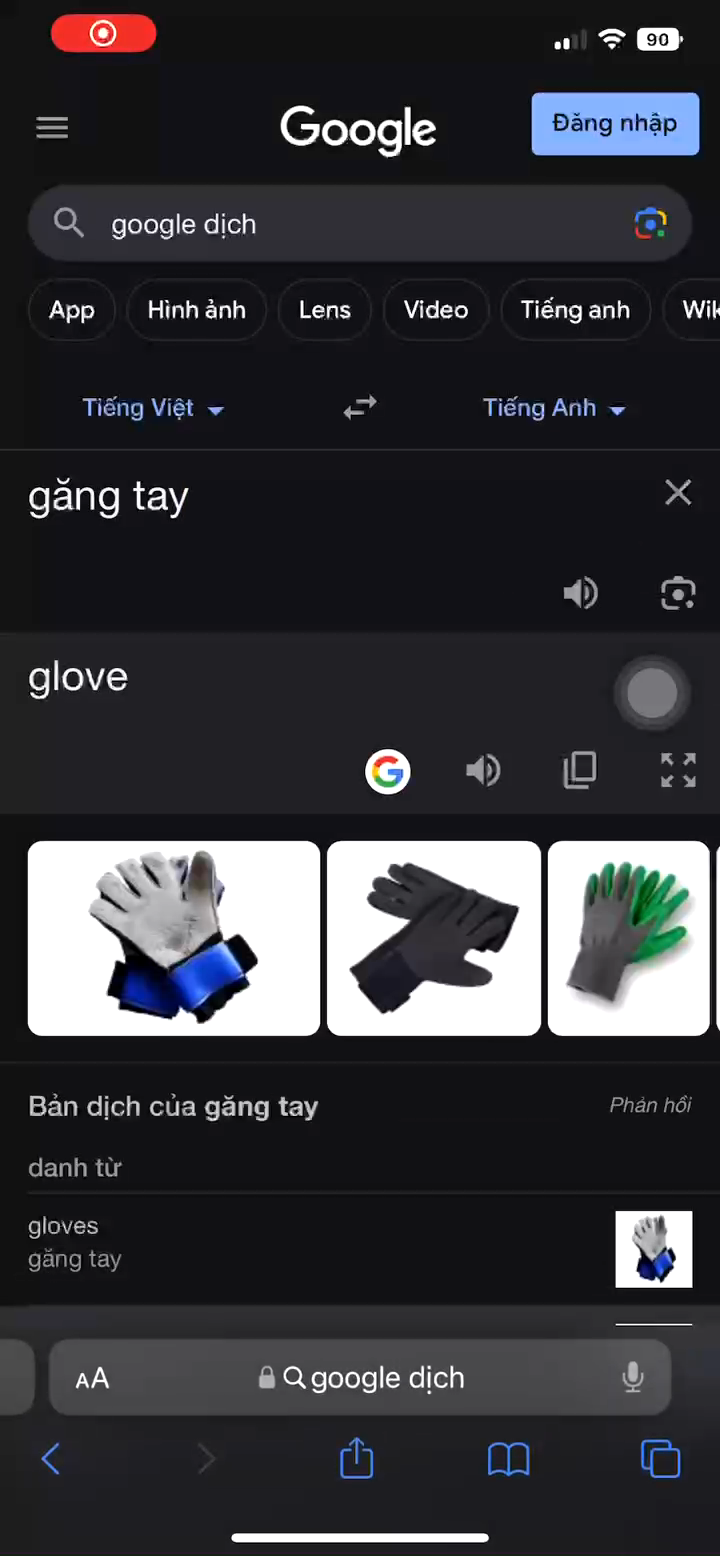 90
Google
Đăng nhập
google dịch
App
Hình ảnh
Lens
Video
Tiếng anh
Wik
Tiếng Việt
Tiếng Anh
găng tay
glove
Bản dịch của găng tay
Phản hồi
danh từ
gloves
găng tay
AA
google dịch